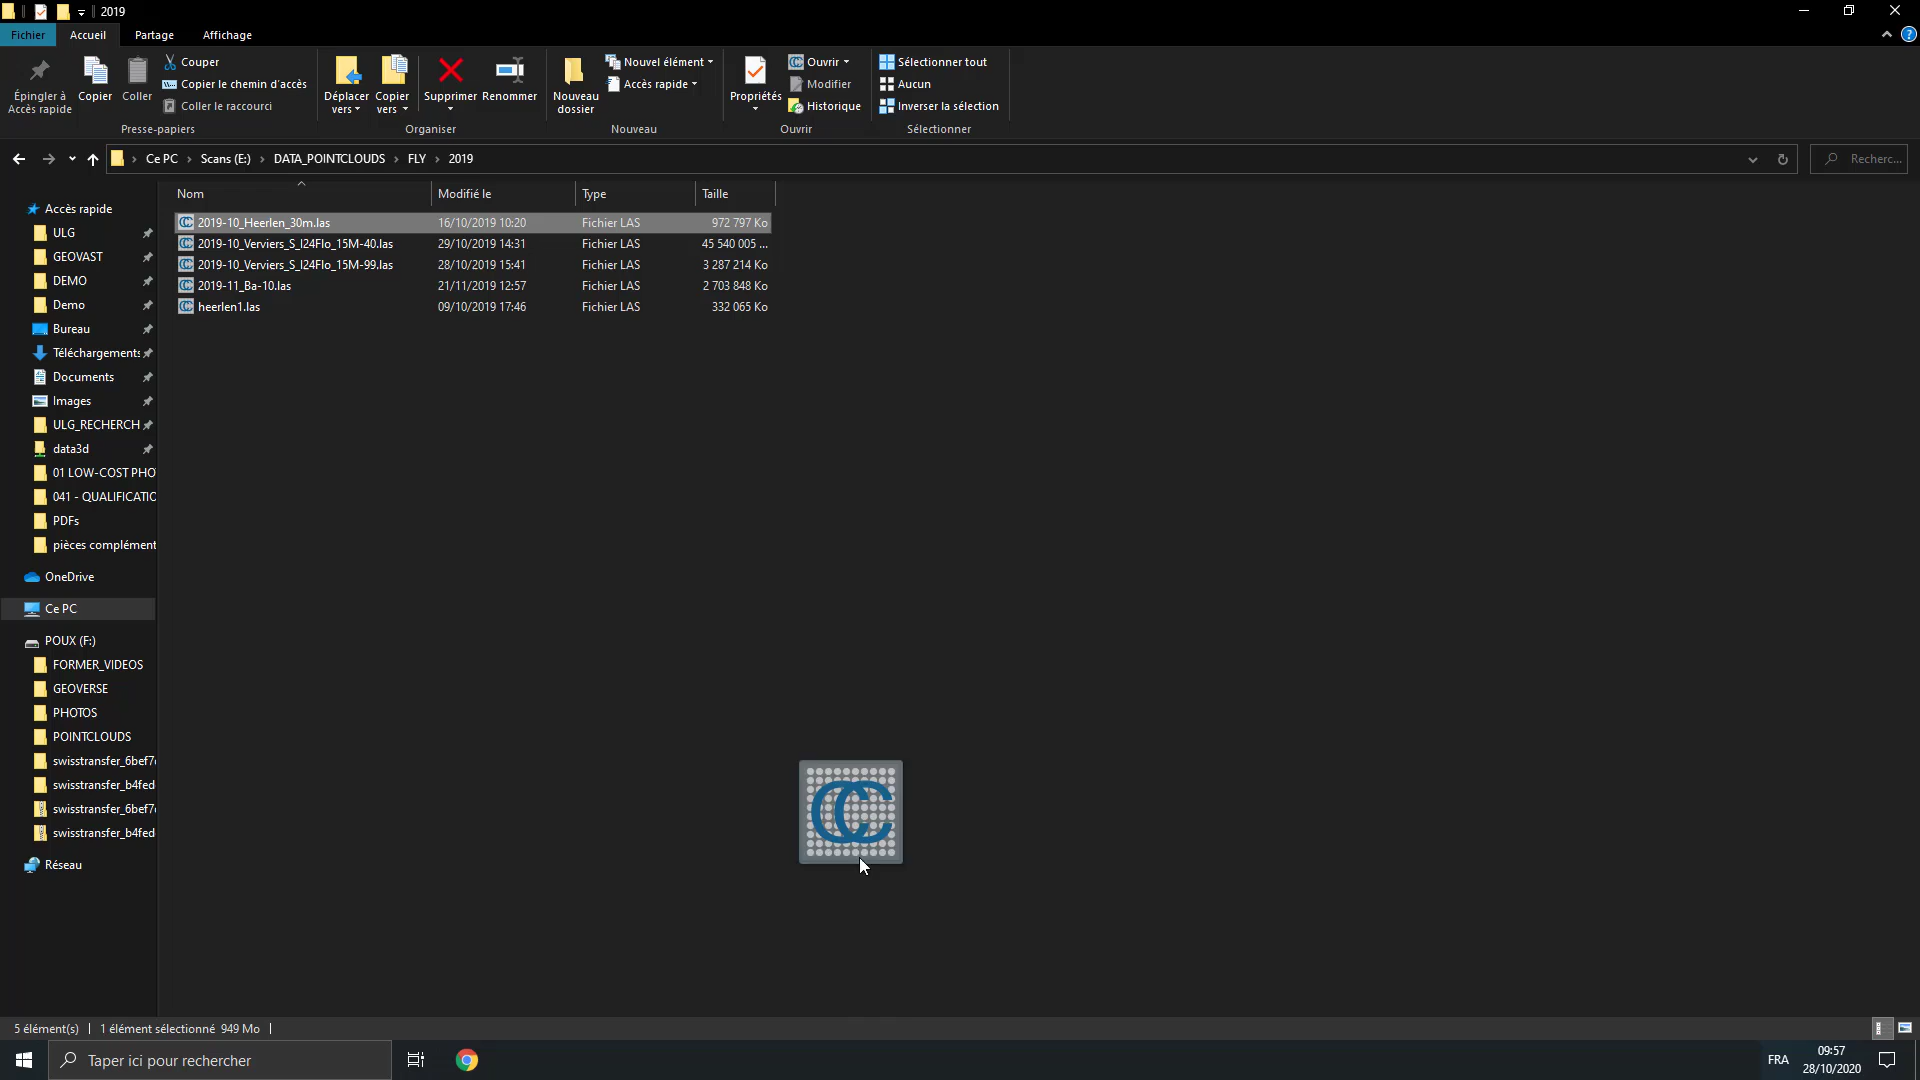 2019
Fichier Accueil Partage Affichage
Épingler à Accès rapide
Copier
Coller
Couper
Copier le chemin d'accès
Coller le raccourci
Presse-papiers
Déplacer vers
Copier vers
Supprimer
Renommer
Organiser
Nouveau dossier
Nouvel élément
Accès rapide
Nouveau
Propriétés
Ouvrir
Modifier
Historique
Ouvrir
Sélectionner tout
Aucun
Inverser la sélection
Sélectionner
Ce PC › Scans (E:) › DATA_POINTCLOUDS › FLY › 2019
Recherc...
Nom Modifié le Type Taille
2019-10_Heerlen_30m.las 16/10/2019 10:20 Fichier LAS 972 797 Ko
2019-10_Verviers_S_I24Flo_15M-40.las 29/10/2019 14:31 Fichier LAS 45 540 005 ...
2019-10_Verviers_S_I24Flo_15M-99.las 28/10/2019 15:41 Fichier LAS 3 287 214 Ko
2019-11_Ba-10.las 21/11/2019 12:57 Fichier LAS 2 703 848 Ko
heerlen1.las 09/10/2019 17:46 Fichier LAS 332 065 Ko
Accès rapide
ULG
GEOVAST
DEMO
Demo
Bureau
Téléchargements
Documents
Images
ULG_RECHERCH
data3d
01 LOW-COST PHO
041 - QUALIFICATIO
PDFs
pièces complément
OneDrive
Ce PC
POUX (F:)
FORMER_VIDEOS
GEOVERSE
PHOTOS
POINTCLOUDS
swisstransfer_6bef7
swisstransfer_b4fed
swisstransfer_6bef7
swisstransfer_b4fed
Réseau
CC
5 élément(s) 1 élément sélectionné 949 Mo
Taper ici pour rechercher
FRA
09:57
28/10/2020